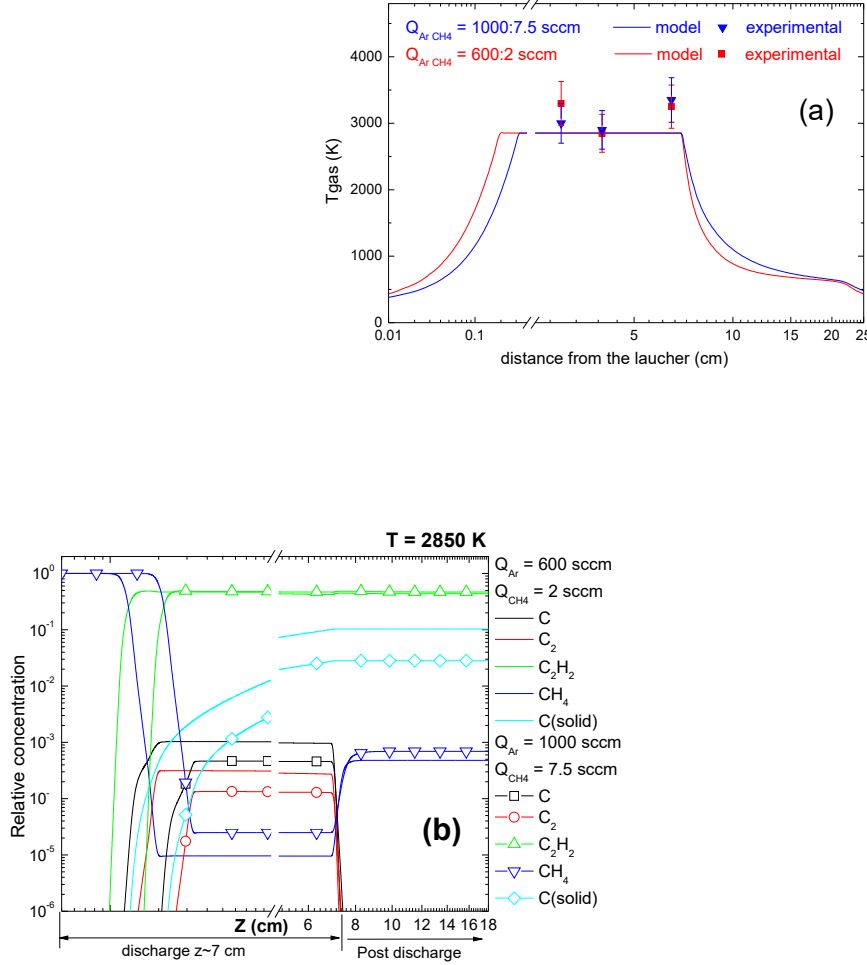 Q_Ar CH4 = 1000:7.5 sccm model experimental
Q_Ar CH4 = 600:2 sccm model experimental
(a)
4000
3000
2000
1000
0
Tgas (K)
0.01 0.1 5 10 15 20 25
distance from the laucher (cm)
T = 2850 K
Q_Ar = 600 sccm
Q_CH4 = 2 sccm
C
C_2
C_2H_2
CH_4
C(solid)
Q_Ar = 1000 sccm
Q_CH4 = 7.5 sccm
C
C_2
C_2H_2
CH_4
C(solid)
10^0
10^-1
10^-2
10^-3
10^-4
10^-5
10^-6
Relative concentration
(b)
Z (cm) 6 8 10 12 14 16 18
discharge z~7 cm Post discharge